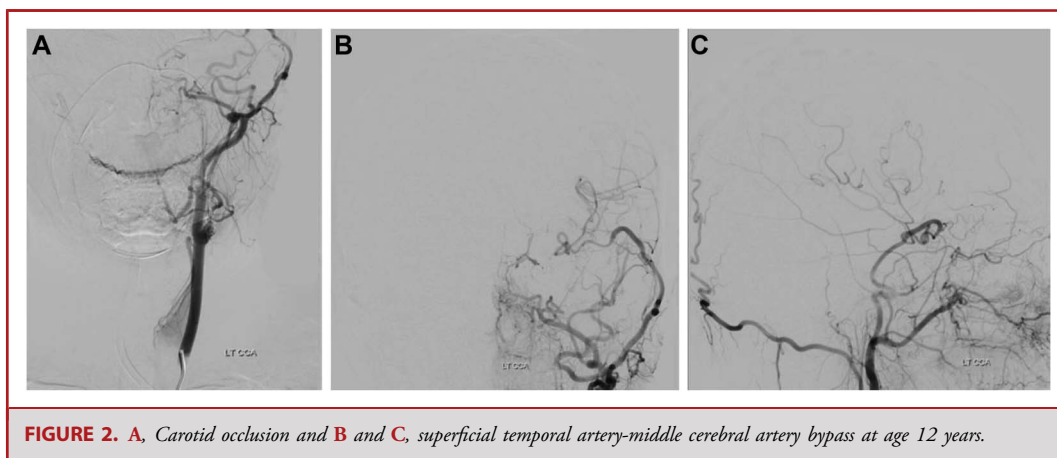 A
B
C
LT CCA
LT CCA
LT CCA
FIGURE 2. A, Carotid occlusion and B and C, superficial temporal artery-middle cerebral artery bypass at age 12 years.